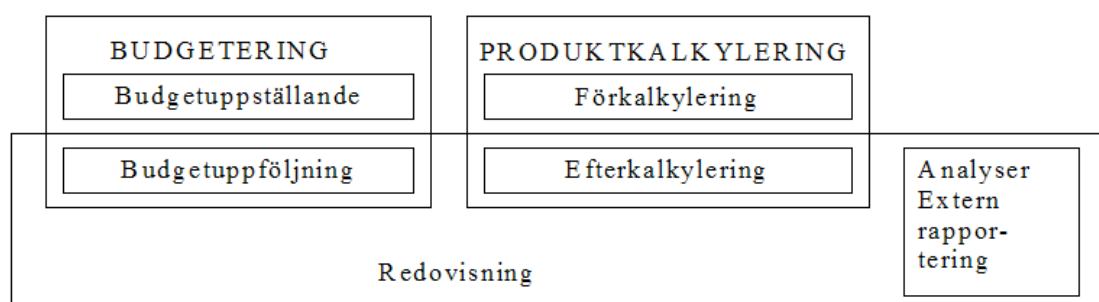 BUDGETERING
Budgetuppställande
Budgetuppföljning
PRODUKTKALKYLERING
Förkalkylering
Efterkalkylering
Analyser
Extern
rappor-
tering
Redovisning